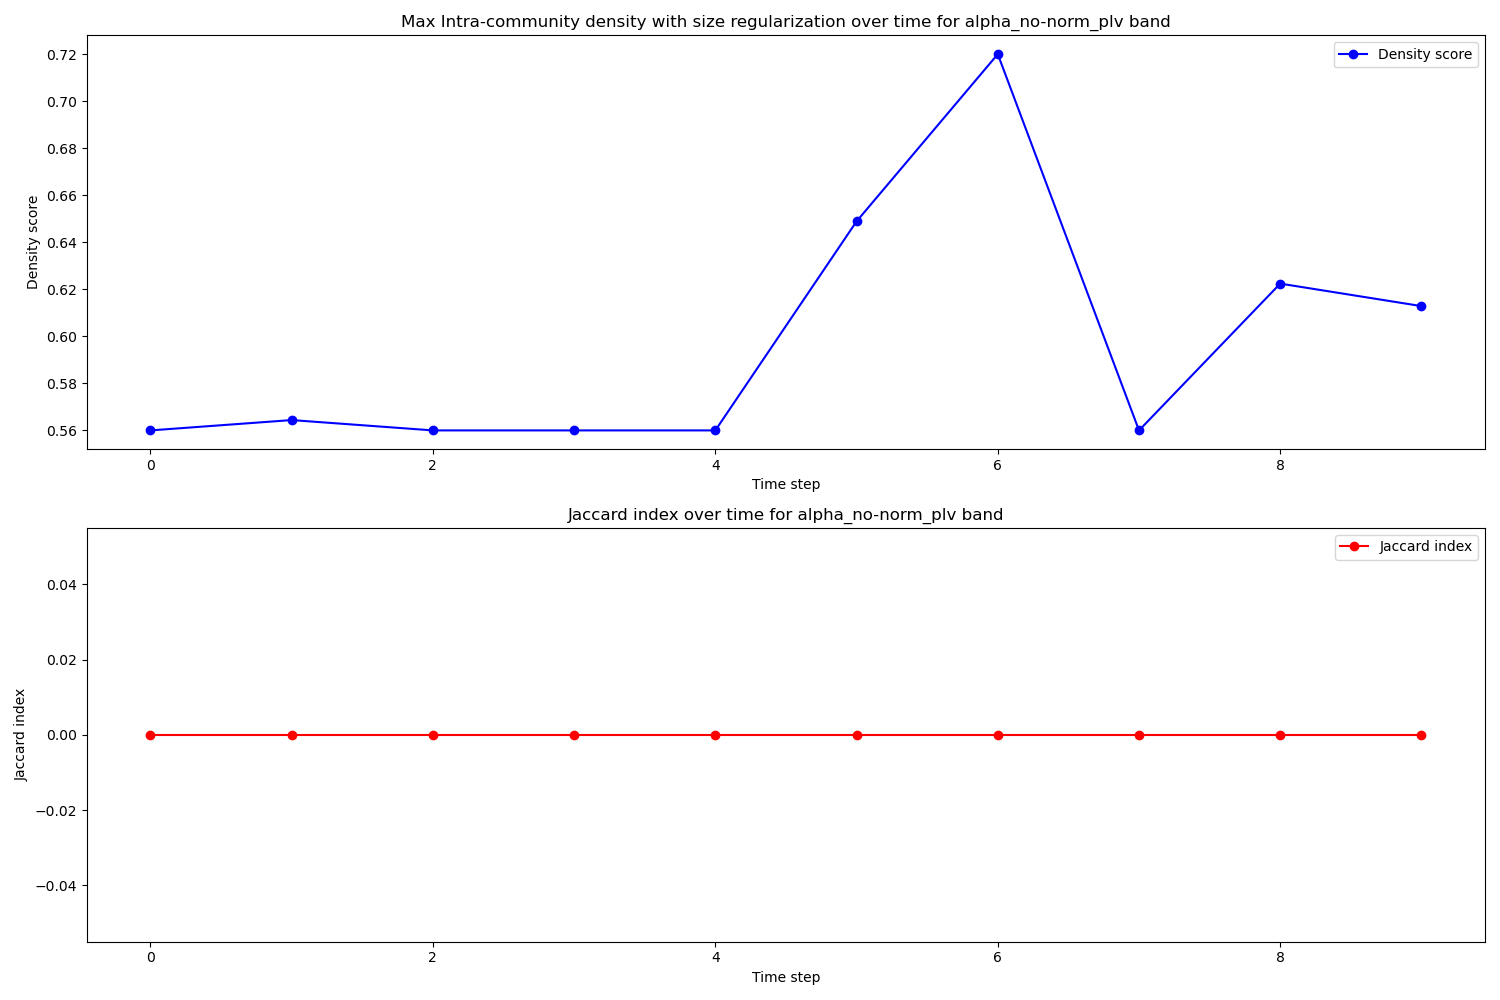 Max Intra-community density with size regularization over time for alpha_no-norm_plv band
Density score
0.72
0.70
0.68
0.66
0.64
0.62
0.60
0.58
0.56
Density score
0 2 4 6 8
Time step
Jaccard index over time for alpha_no-norm_plv band
Jaccard index
0.04
0.02
0.00
−0.02
−0.04
Jaccard index
0 2 4 6 8
Time step